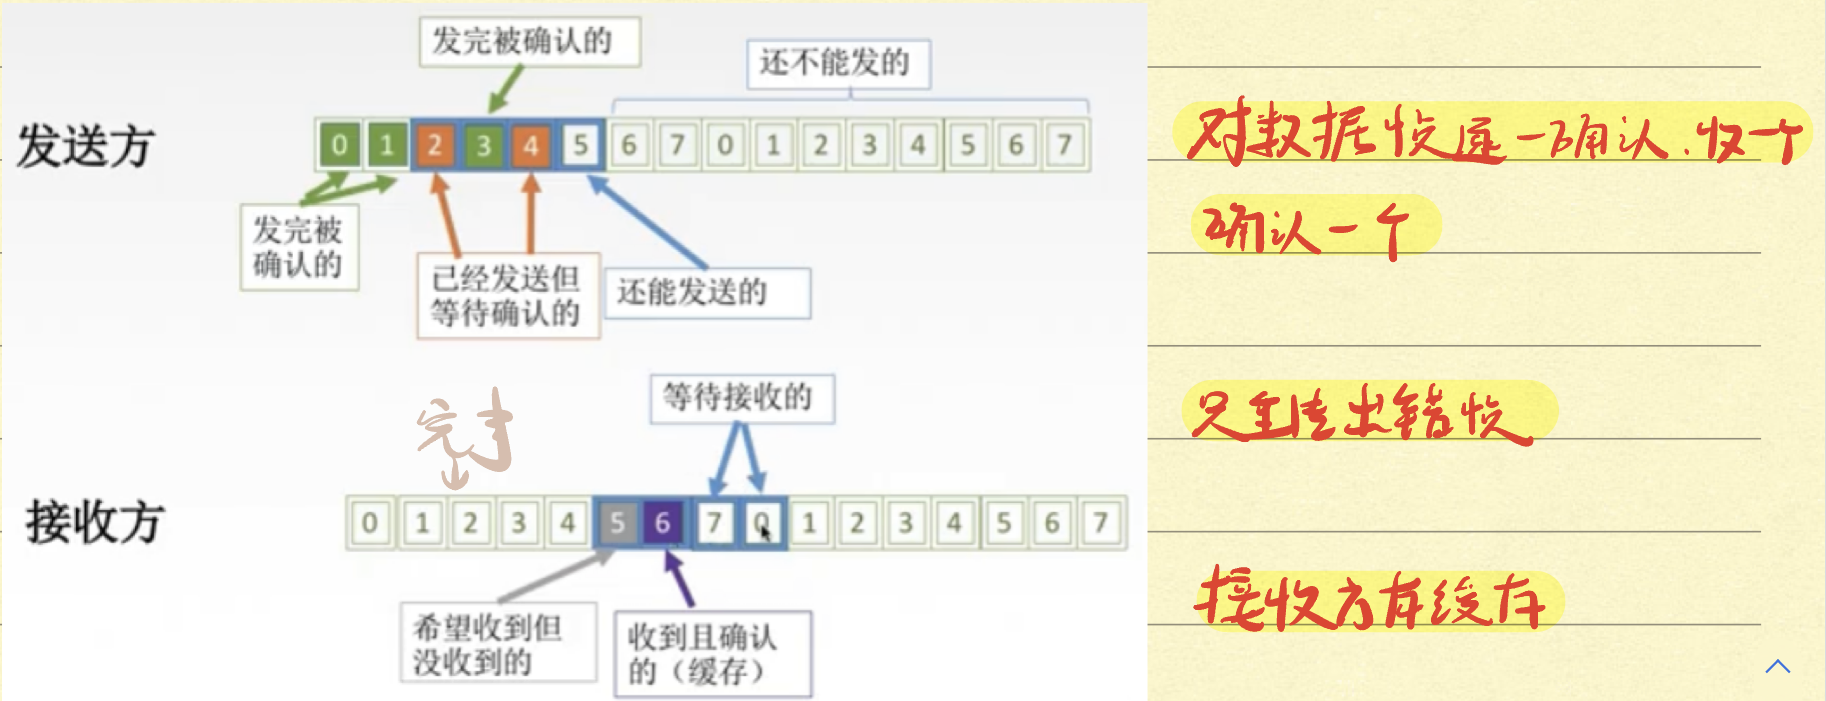 发完被确认的
还不能发的
发送方
0 1 2 3 4 5 6 7 0 1 2 3 4 5 6 7
发完被
确认的
已经发送但
等待确认的
还能发送的
等待接收的
接收方
0 1 2 3 4 5 6 7 0 1 2 3 4 5 6 7
希望收到但
没收到的
收到且确认
的（缓存）
对数据帧逐一确认.收一个
确认一个
只重传出错帧
接收方有缓存